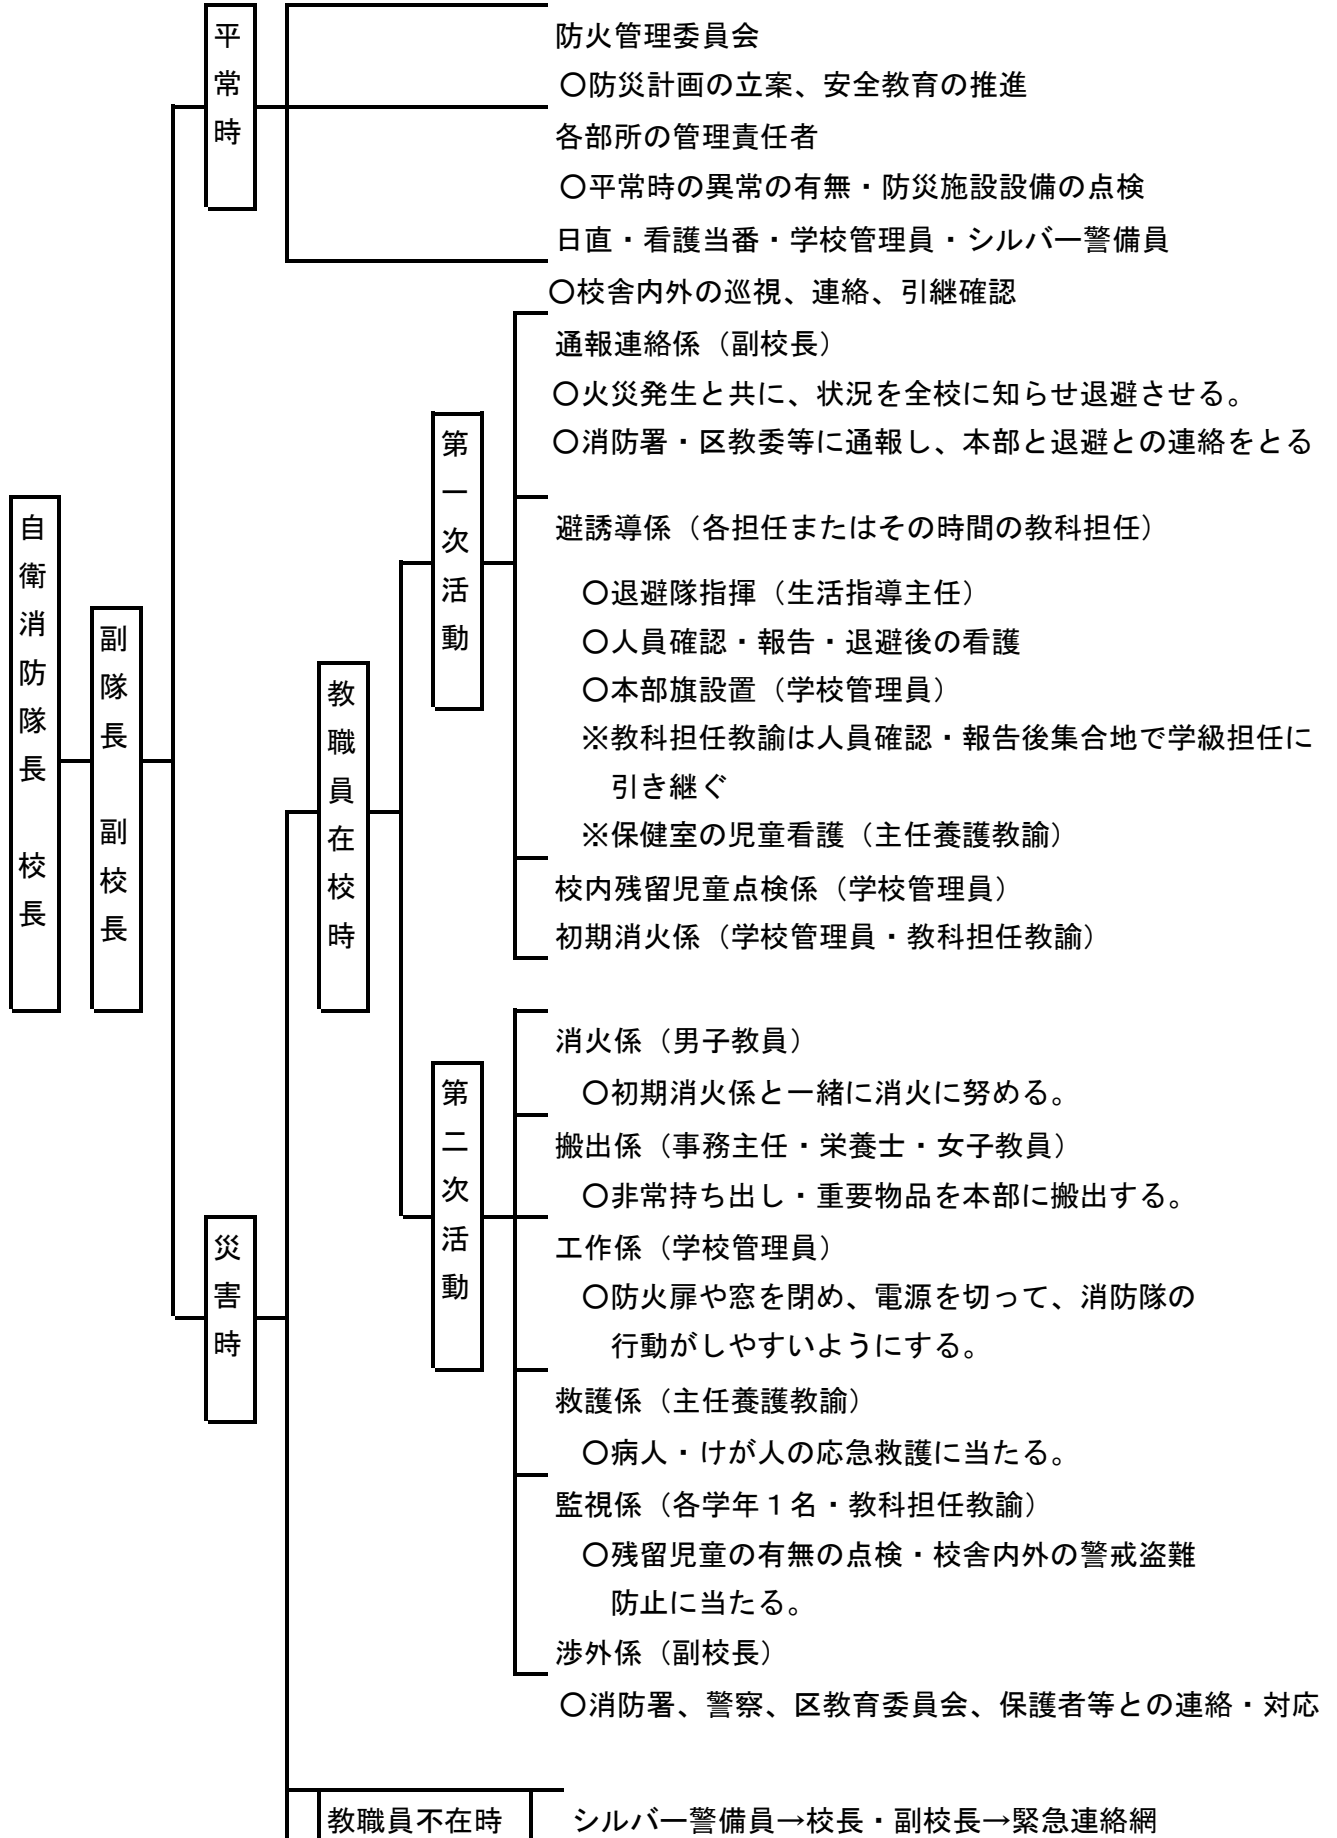 自衛消防隊長 校長
副隊長 副校長
平常時
防火管理委員会
〇防災計画の立案、安全教育の推進
各部所の管理責任者
〇平常時の異常の有無・防災施設設備の点検
日直・看護当番・学校管理員・シルバー警備員
〇校舎内外の巡視、連絡、引継確認
災害時
教職員在校時
第一次活動
通報連絡係（副校長）
〇火災発生と共に、状況を全校に知らせ退避させる。
〇消防署・区教委等に通報し、本部と退避との連絡をとる
避誘導係（各担任またはその時間の教科担任）
〇退避隊指揮（生活指導主任）
〇人員確認・報告・退避後の看護
〇本部旗設置（学校管理員）
※教科担任教諭は人員確認・報告後集合地で学級担任に
引き継ぐ
※保健室の児童看護（主任養護教諭）
校内残留児童点検係（学校管理員）
初期消火係（学校管理員・教科担任教諭）
第二次活動
消火係（男子教員）
〇初期消火係と一緒に消火に努める。
搬出係（事務主任・栄養士・女子教員）
〇非常持ち出し・重要物品を本部に搬出する。
工作係（学校管理員）
〇防火扉や窓を閉め、電源を切って、消防隊の
行動がしやすいようにする。
救護係（主任養護教諭）
〇病人・けが人の応急救護に当たる。
監視係（各学年１名・教科担任教諭）
〇残留児童の有無の点検・校舎内外の警戒盗難
防止に当たる。
渉外係（副校長）
〇消防署、警察、区教育委員会、保護者等との連絡・対応
教職員不在時
シルバー警備員→校長・副校長→緊急連絡網